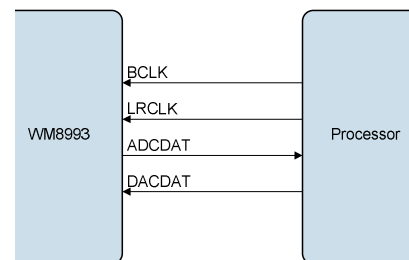 BCLK
LRCLK
WM8993
ADCDAT
Processor
DACDAT